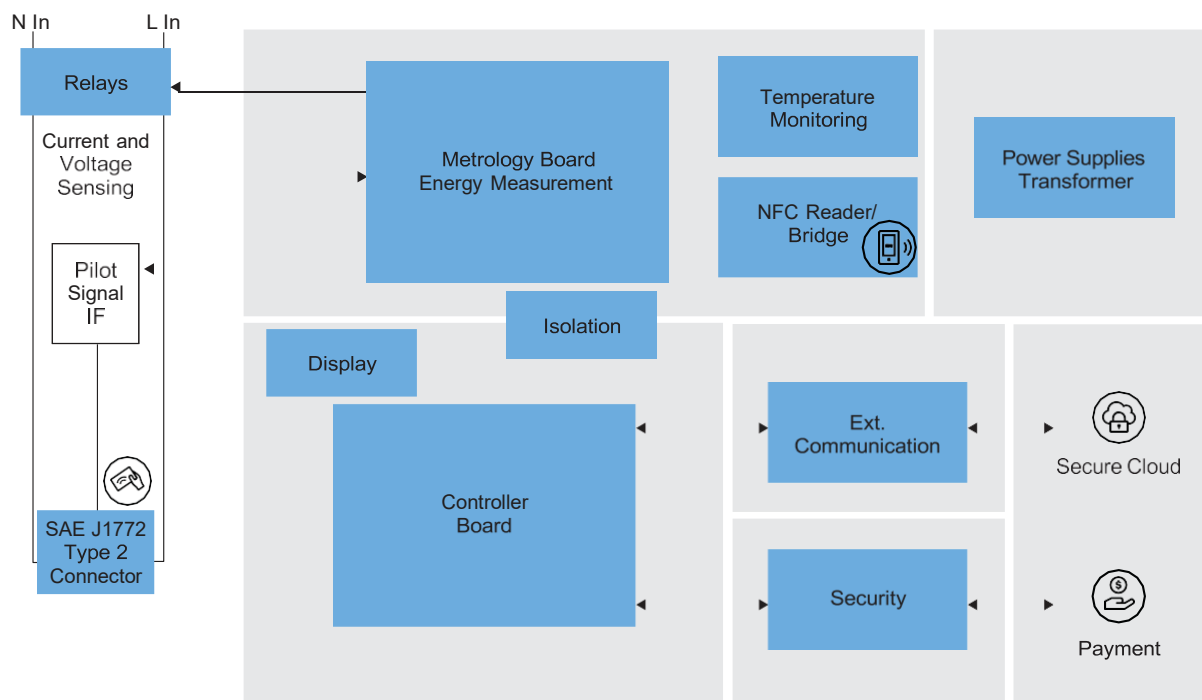 N In
L In
Relays
Current and
Voltage
Sensing
Pilot
Signal
IF
SAE J1772
Type 2
Connector
Metrology Board
Energy Measurement
Temperature
Monitoring
NFC Reader/
Bridge
Power Supplies
Transformer
Isolation
Display
Controller
Board
Ext.
Communication
Secure Cloud
Security
$
Payment